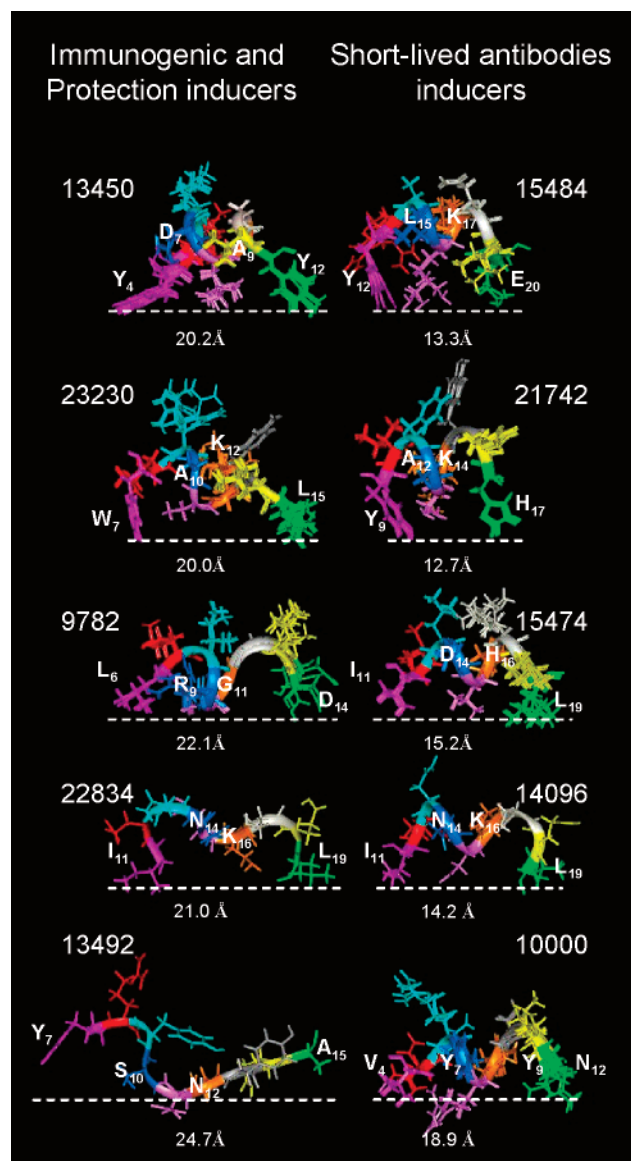 Immunogenic and
Protection inducers
Short-lived antibodies
inducers
13450
D7
A9
Y4
Y12
20.2Å
15484
L15
K17
Y12
E20
13.3Å
23230
K12
A10
L15
W7
20.0Å
21742
A12
K14
Y9
H17
12.7Å
9782
L6
R9
G11
D14
22.1Å
15474
D14
H16
I11
L19
15.2Å
22834
N14
K16
I11
L19
21.0 Å
14096
N14
K16
I11
L19
14.2 Å
13492
Y7
S10
N12
A15
24.7Å
10000
V4
Y7
Y9
N12
18.9Å